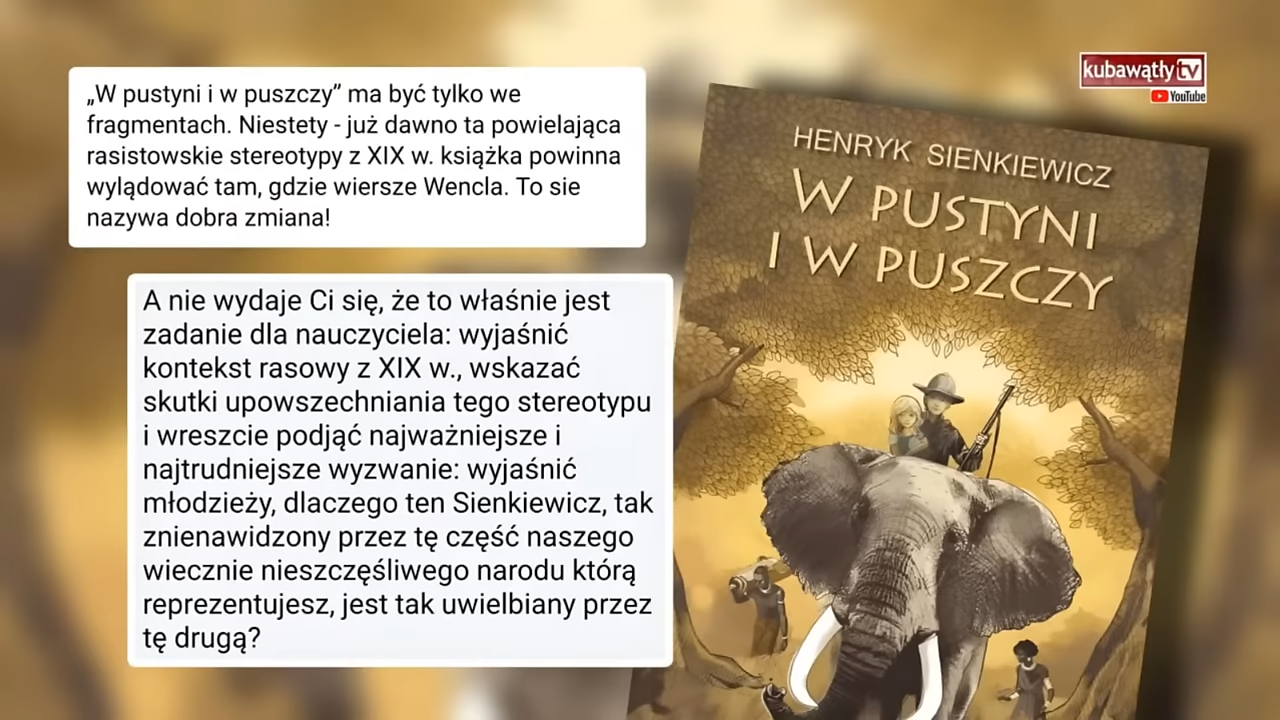 kubawątły tv
YouTube
„W pustyni i w puszczy” ma być tylko we
fragmentach. Niestety - już dawno ta powielająca
rasistowskie stereotypy z XIX w. książka powinna
wylądować tam, gdzie wiersze Wencla. To sie
nazywa dobra zmiana!
A nie wydaje Ci się, że to właśnie jest
zadanie dla nauczyciela: wyjaśnić
kontekst rasowy z XIX w., wskazać
skutki upowszechniania tego stereotypu
i wreszcie podjąć najważniejsze i
najtrudniejsze wyzwanie: wyjaśnić
młodzieży, dlaczego ten Sienkiewicz, tak
znienawidzony przez tę część naszego
wiecznie nieszczęśliwego narodu którą
reprezentujesz, jest tak uwielbiany przez
tę drugą?
HENRYK SIENKIEWICZ
W PUSTYNI
I W PUSZCZY